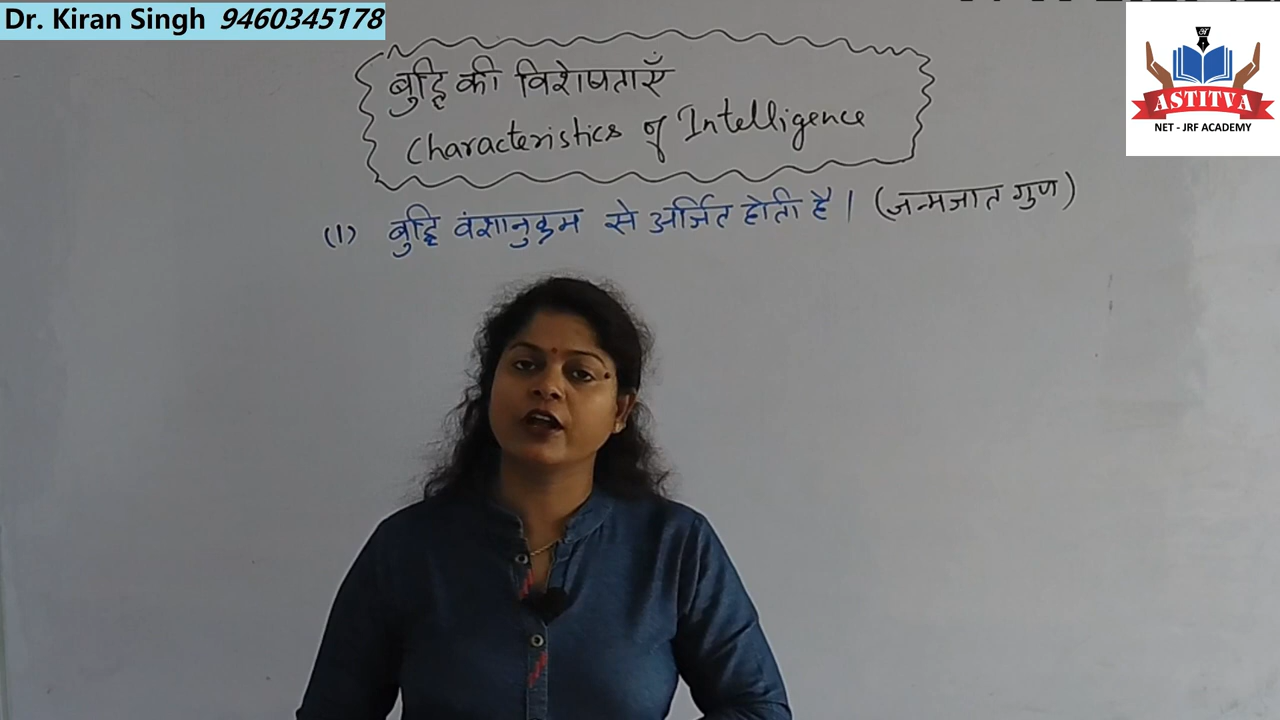 Dr. Kiran Singh 9460345178
ASTITVA
NET - JRF ACADEMY
बुद्धि की विशेषताएँ
Characteristics of Intelligence
(1) बुद्धि वंशानुक्रम से अर्जित होती है। (जन्मजात गुण)